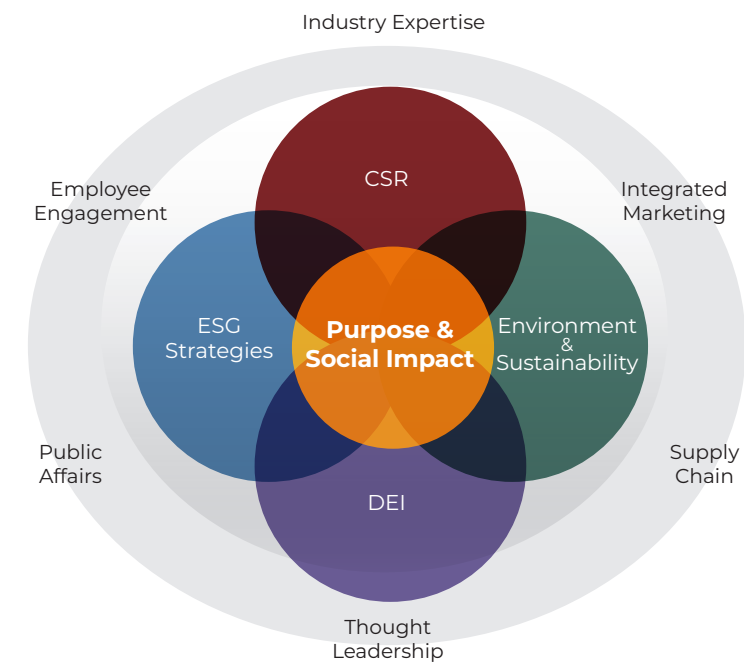 Industry Expertise
Employee
Engagement
Integrated
Marketing
CSR
ESG
Strategies
Purpose &
Social Impact
Environment
&
Sustainability
Public
Affairs
Supply
Chain
DEI
Thought
Leadership